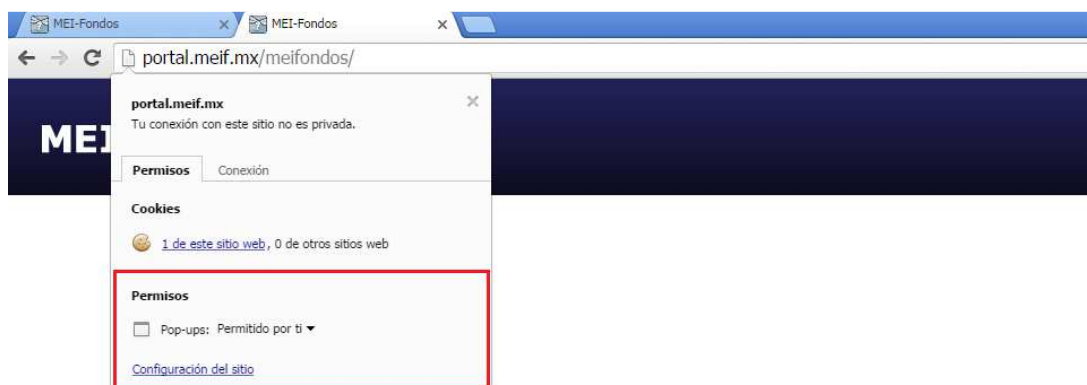 MEI-Fondos
MEI-Fondos
portal.meif.mx/meifondos/
MEI
portal.meif.mx
Tu conexión con este sitio no es privada.
Permisos Conexión
Cookies
1 de este sitio web, 0 de otros sitios web
Permisos
Pop-ups: Permitido por ti
Configuración del sitio